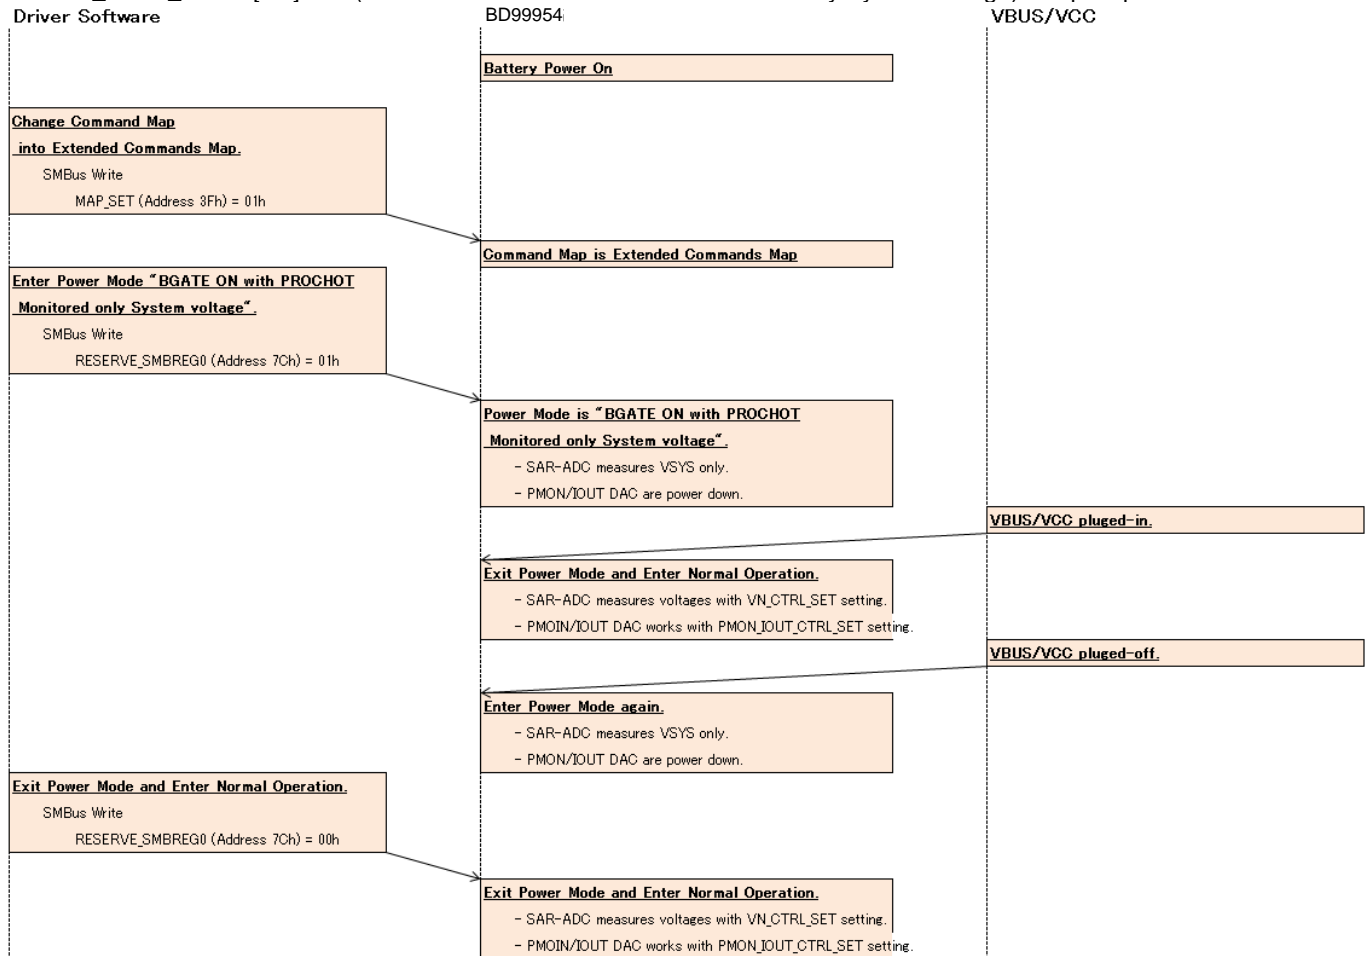 Driver Software
BD99954
VBUS/VCC
Battery Power On
Change Command Map
into Extended Commands Map.
SMBus Write
MAP_SET (Address 3Fh) = 01h
Command Map is Extended Commands Map
Enter Power Mode "BGATE ON with PROCHOT
Monitored only System voltage".
SMBus Write
RESERVE_SMBREG0 (Address 7Ch) = 01h
Power Mode is "BGATE ON with PROCHOT
Monitored only System voltage".
- SAR-ADC measures VSYS only.
- PMON/IOUT DAC are power down.
VBUS/VCC pluged-in.
Exit Power Mode and Enter Normal Operation.
- SAR-ADC measures voltages with VN_CTRL_SET setting.
- PMOIN/IOUT DAC works with PMON_IOUT_CTRL_SET setting.
VBUS/VCC pluged-off.
Enter Power Mode again.
- SAR-ADC measures VSYS only.
- PMON/IOUT DAC are power down.
Exit Power Mode and Enter Normal Operation.
SMBus Write
RESERVE_SMBREG0 (Address 7Ch) = 00h
Exit Power Mode and Enter Normal Operation.
- SAR-ADC measures voltages with VN_CTRL_SET setting.
- PMOIN/IOUT DAC works with PMON_IOUT_CTRL_SET setting.